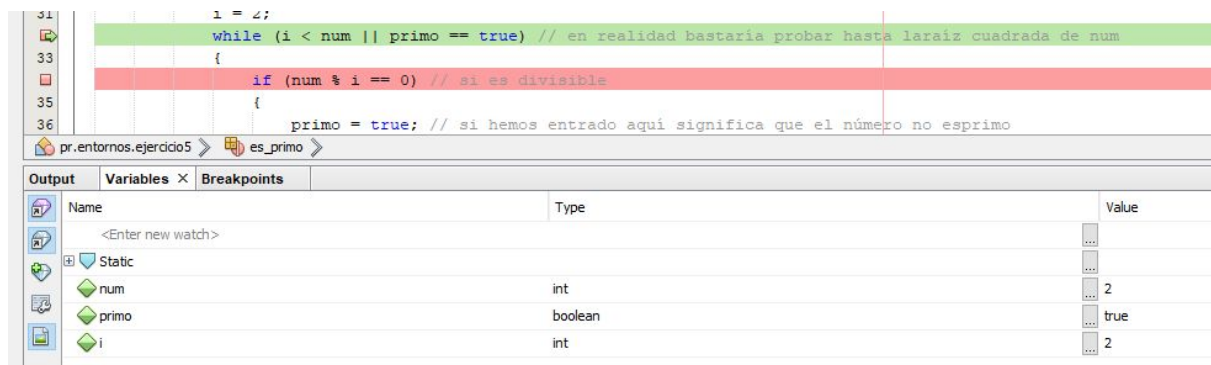 31 i = 2;
while (i < num || primo == true) // en realidad bastaría probar hasta laraíz cuadrada de num
33 {
if (num % i == 0) // si es divisible
35 {
36 primo = true; // si hemos entrado aquí significa que el número no esprimo
pr.entornos.ejercicio5 es_primo
Output Variables × Breakpoints
Name Type Value
<Enter new watch> ...
Static ...
num int ... 2
primo boolean ... true
i int ... 2